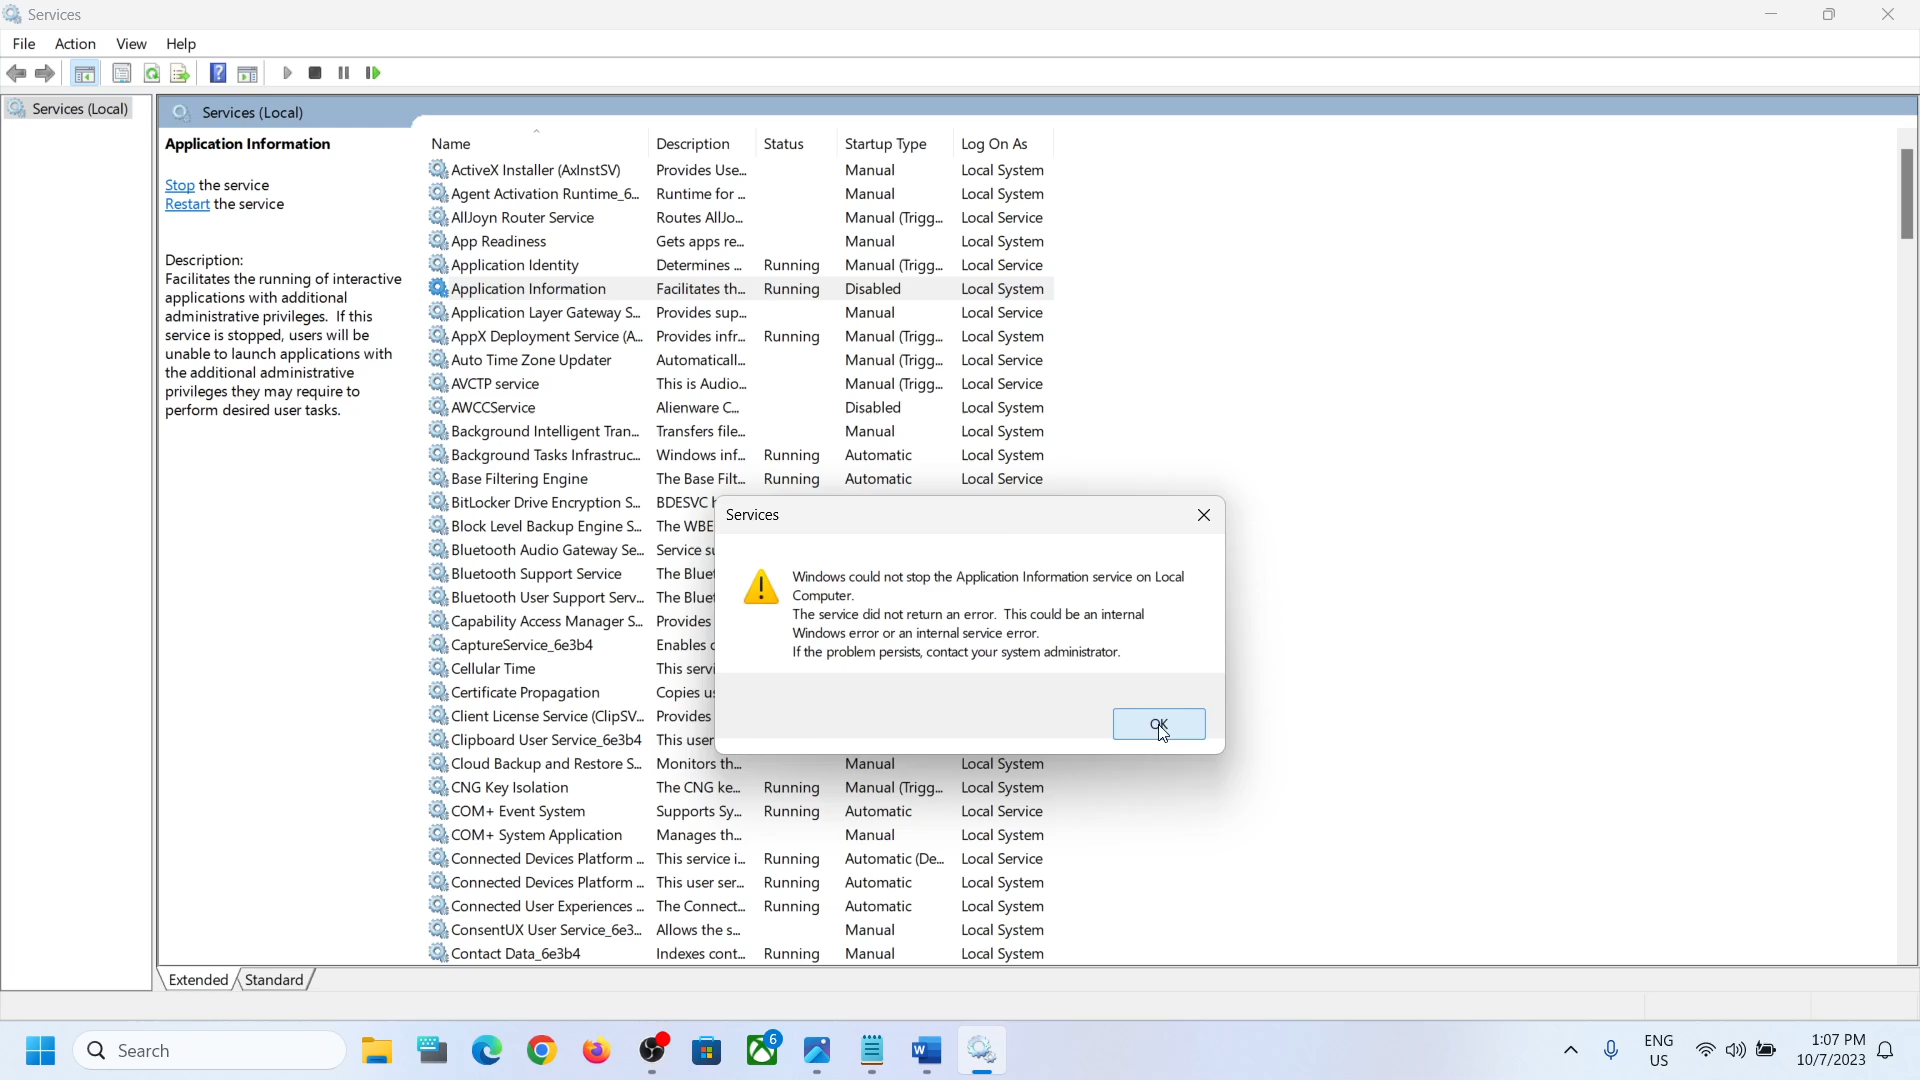 Services
File Action View Help
Services (Local)
Services (Local)
Application Information
Stop the service
Restart the service
Description:
Facilitates the running of interactive
applications with additional
administrative privileges. If this
service is stopped, users will be
unable to launch applications with
the additional administrative
privileges they may require to
perform desired user tasks.
Name Description Status Startup Type Log On As
ActiveX Installer (AxInstSV) Provides Use... Manual Local System
Agent Activation Runtime_6... Runtime for ... Manual Local System
AllJoyn Router Service Routes AllJo... Manual (Trigg... Local Service
App Readiness Gets apps re... Manual Local System
Application Identity Determines ... Running Manual (Trigg... Local Service
Application Information Facilitates th... Running Disabled Local System
Application Layer Gateway S... Provides sup... Manual Local Service
AppX Deployment Service (A... Provides infr... Running Manual (Trigg... Local System
Auto Time Zone Updater Automaticall... Manual (Trigg... Local Service
AVCTP service This is Audio... Manual (Trigg... Local Service
AWCCService Alienware C... Disabled Local System
Background Intelligent Tran... Transfers file... Manual Local System
Background Tasks Infrastruc... Windows inf... Running Automatic Local System
Base Filtering Engine The Base Filt... Running Automatic Local Service
BitLocker Drive Encryption S... BDESVC
Block Level Backup Engine S... The WBE
Bluetooth Audio Gateway Se... Service su
Bluetooth Support Service The Bluet
Bluetooth User Support Serv... The Bluet
Capability Access Manager S... Provides
CaptureService_6e3b4 Enables c
Cellular Time This servi
Certificate Propagation Copies us
Client License Service (ClipSV... Provides
Clipboard User Service_6e3b4 This user
Cloud Backup and Restore S... Monitors th... Manual Local System
CNG Key Isolation The CNG ke... Running Manual (Trigg... Local System
COM+ Event System Supports Sy... Running Automatic Local Service
COM+ System Application Manages th... Manual Local System
Connected Devices Platform ... This service i... Running Automatic (De... Local Service
Connected Devices Platform ... This user ser... Running Automatic Local System
Connected User Experiences ... The Connect... Running Automatic Local System
ConsentUX User Service_6e3... Allows the s... Manual Local System
Contact Data_6e3b4 Indexes cont... Running Manual Local System
Services
Windows could not stop the Application Information service on Local
Computer.
The service did not return an error. This could be an internal
Windows error or an internal service error.
If the problem persists, contact your system administrator.
OK
Extended Standard
Search
6
ENG
US
1:07 PM
10/7/2023